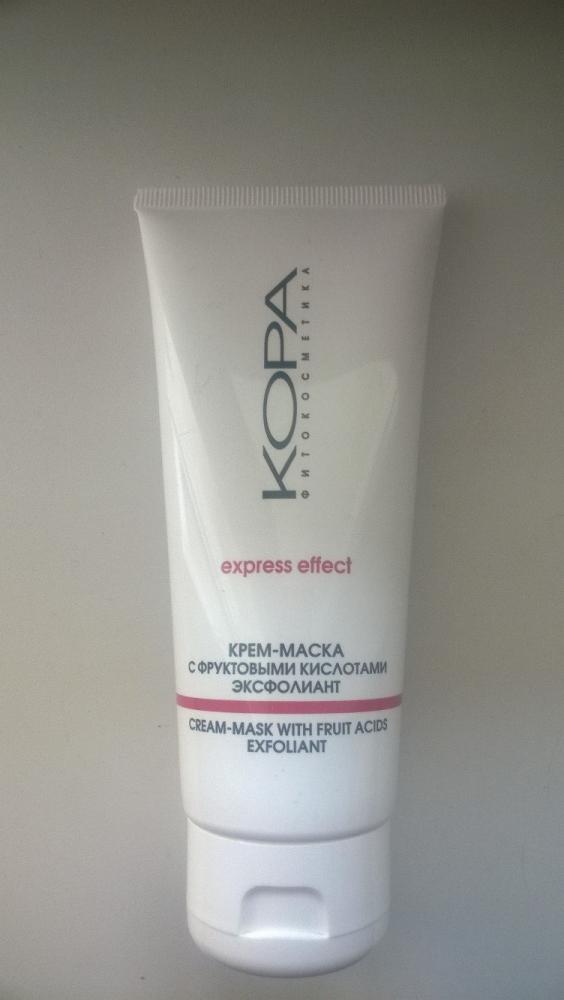 КОРА
ФИТОКОСМЕТИКА
express effect
КРЕМ-МАСКА
С ФРУКТОВЫМИ КИСЛОТАМИ
ЭКСФОЛИАНТ
CREAM-MASK WITH FRUIT ACIDS
EXFOLIANT